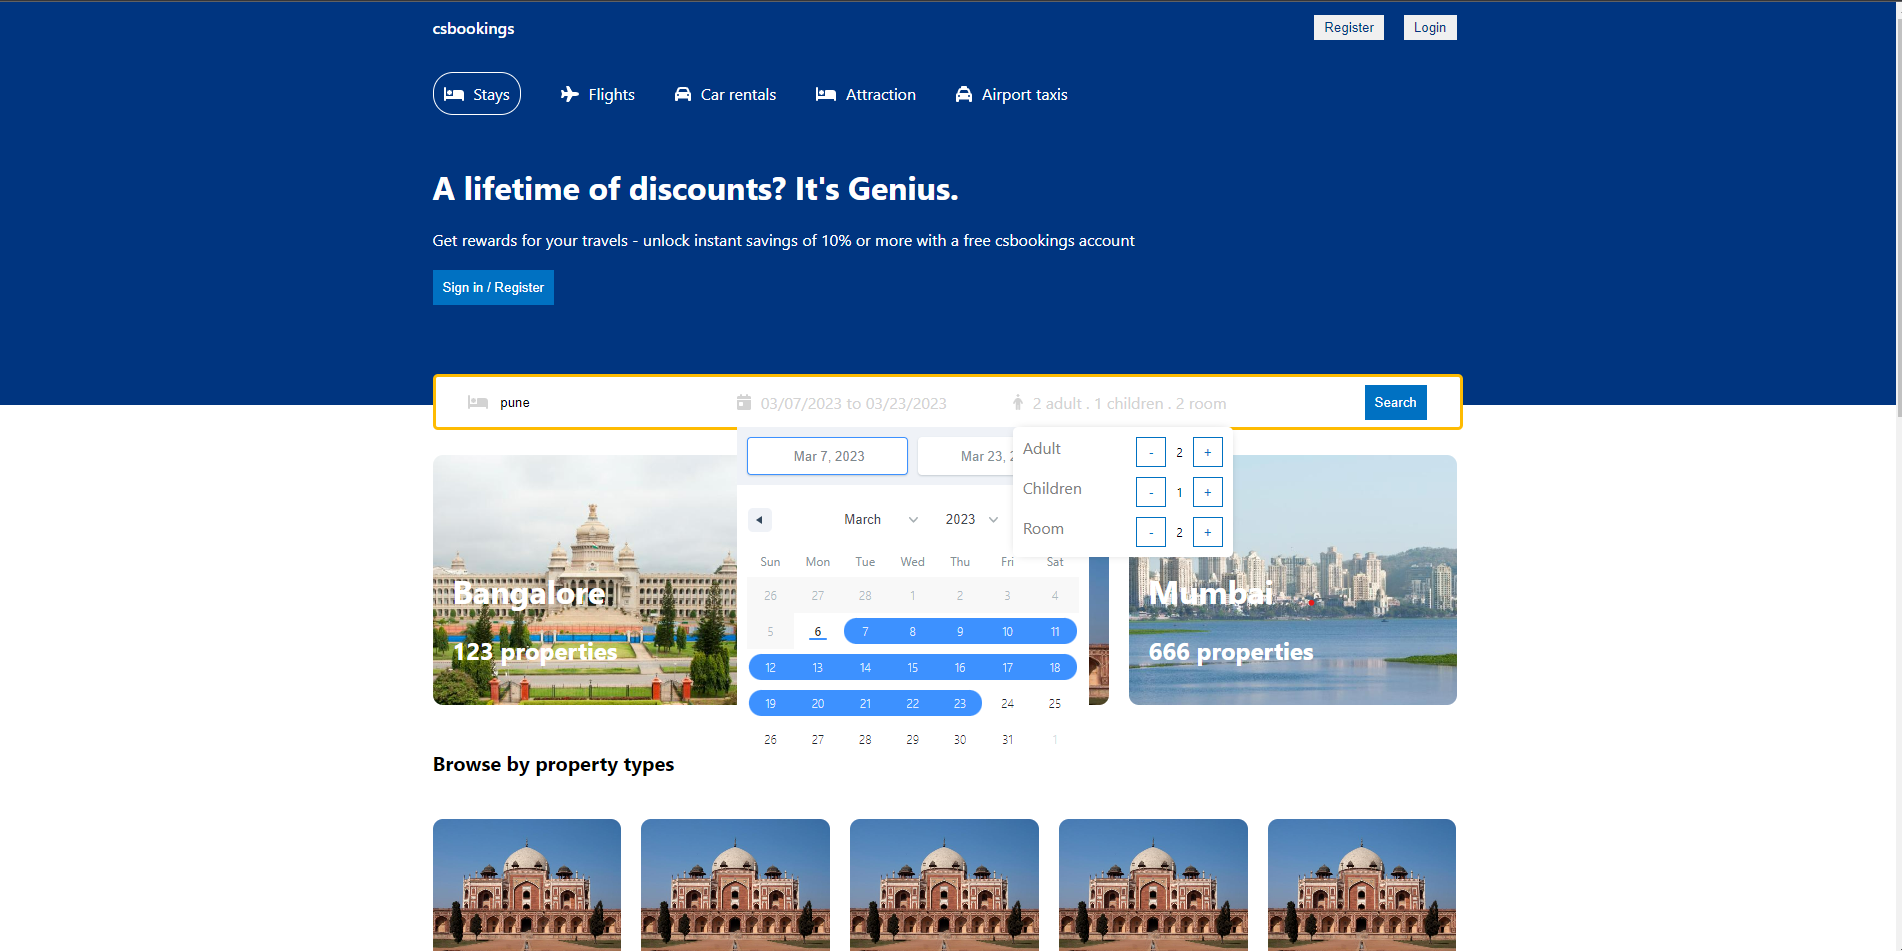 csbookings
Register
Login
Stays
Flights
Car rentals
Attraction
Airport taxis
A lifetime of discounts? It's Genius.
Get rewards for your travels - unlock instant savings of 10% or more with a free csbookings account
Sign in / Register
pune
03/07/2023 to 03/23/2023
2 adult . 1 children . 2 room
Search
Mar 7, 2023
Mar 23,
Adult
- 2 +
Children
- 1 +
Room
- 2 +
March
2023
Sun Mon Tue Wed Thu Fri Sat
26 27 28 1 2 3 4
5 6 7 8 9 10 11
12 13 14 15 16 17 18
19 20 21 22 23 24 25
26 27 28 29 30 31 1
Bangalore
123 properties
Mumbai
666 properties
Browse by property types